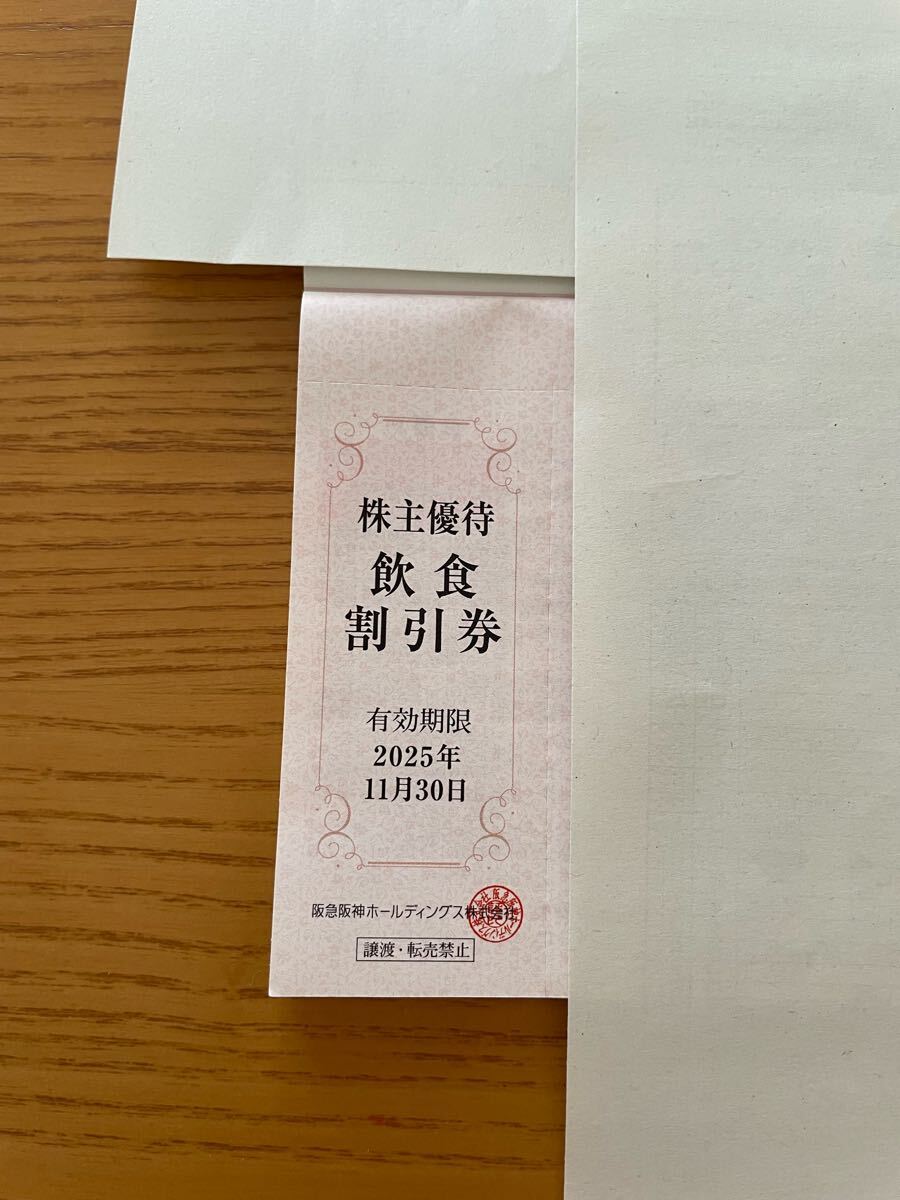 株主優待
飲食
割引券
有効期限
2025年
11月30日
阪急阪神ホールディングス株式会社
譲渡・転売禁止